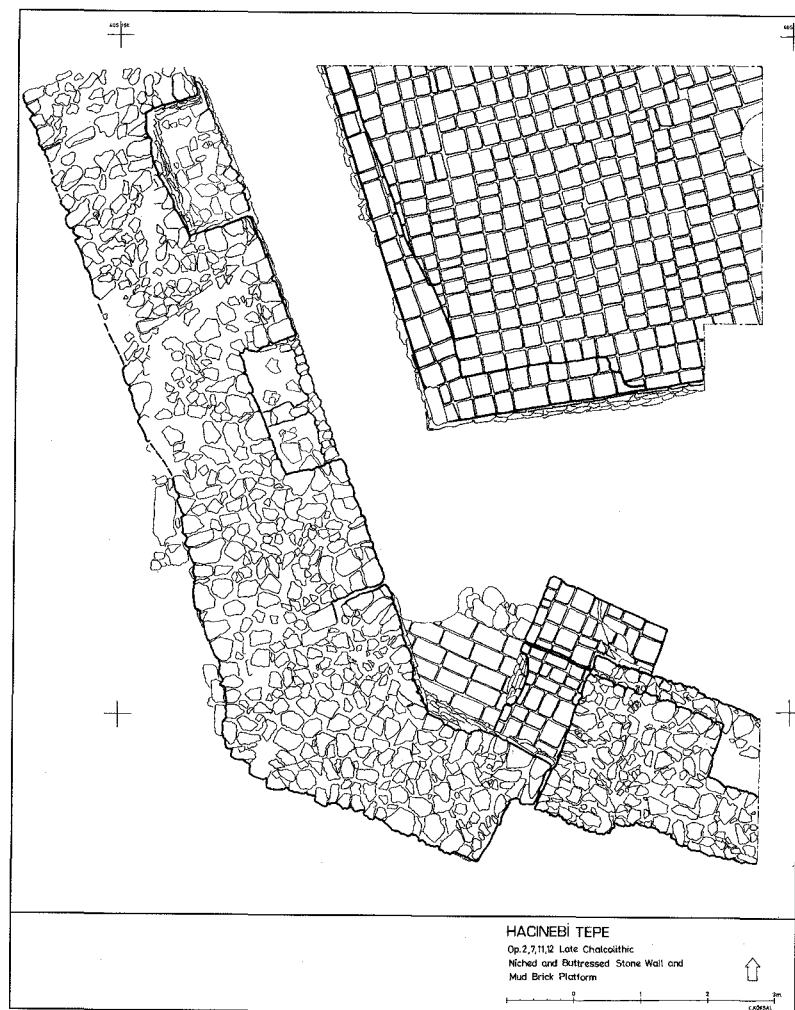 HACINEBİ TEPE
Op.2,7,11,12 Late Chalcolithic
Niched and Buttressed Stone Wall and
Mud Brick Platform
0 1 2 3m.
C.KÖRSAL